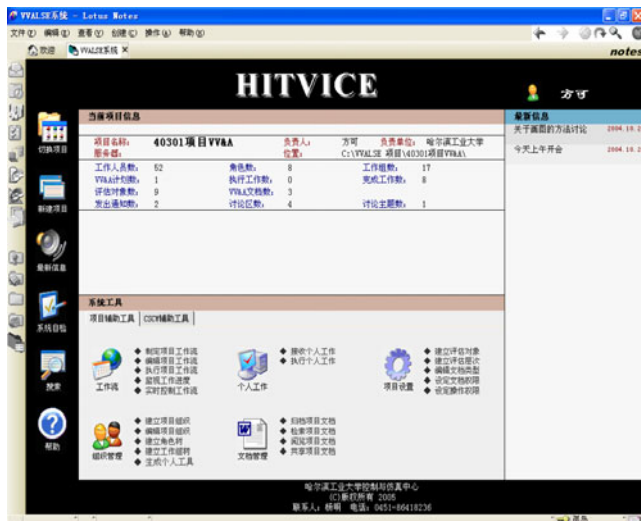 VVALSE系统 - Lotus Notes
文件(F) 编辑(E) 查看(V) 创建(C) 操作(A) 帮助(H)
欢迎 VVALSE系统
notes
HITVICE
方可
切换项目
新建项目
最新信息
系统自检
搜索
帮助
当前项目信息
项目名称: 40301项目VV&A 负责人: 方可 负责单位: 哈尔滨工业大学
服务器: 位置: C:\VVALSE 项目\40301项目VV&A\
工作人员数: 52 角色数: 8 工作组数: 17
VV&A计划数: 1 执行工作数: 0 完成工作数: 8
评估对象数: 9 VV&A文档数: 3
发出通知数: 2 讨论区数: 4 讨论主题数: 1
系统工具
项目辅助工具 CSCW辅助工具
工作流
制定项目工作流
编辑项目工作流
执行项目工作流
监视工作进度
实时控制工作流
个人工作
接收个人工作
执行个人工作
项目设置
建立评估对象
建立评估层次
编辑文档类型
设定文档权限
设定操作权限
组织管理
建立项目组织
编辑项目组织
建立角色树
建立工作组树
生成个人工具
文档管理
归档项目文档
检索项目文档
阅览项目文档
共享项目文档
最新信息
关于画图的方法讨论 2004.10.2
今天上午开会 2004.10.2
哈尔滨工业大学控制与仿真中心
(C)版权所有 2005
联系人: 杨明 电话: 0451-86418236